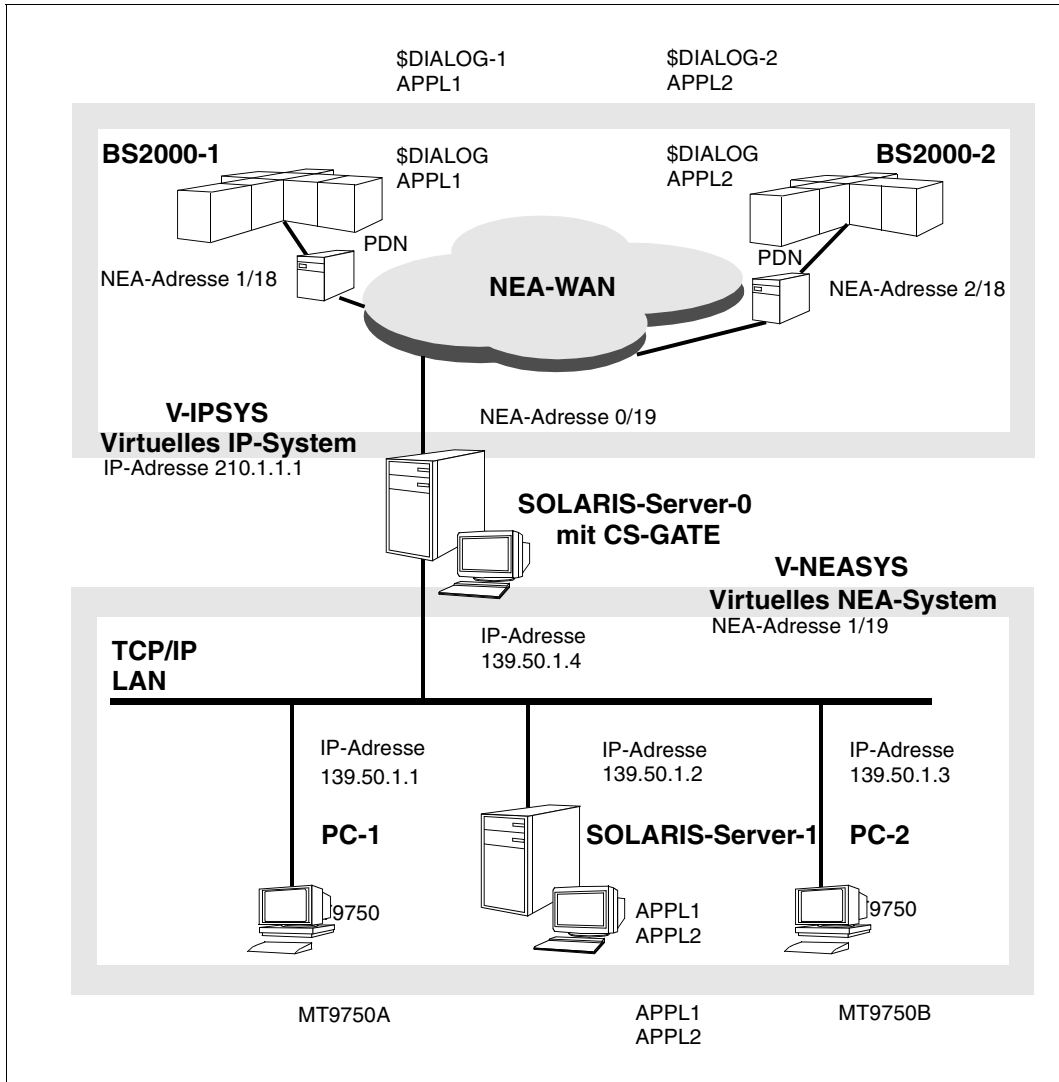 $DIALOG-1
APPL1
$DIALOG-2
APPL2
BS2000-1
$DIALOG
APPL1
$DIALOG
APPL2
BS2000-2
PDN
NEA-Adresse 1/18
NEA-WAN
PDN
NEA-Adresse 2/18
V-IPSYS
Virtuelles IP-System
IP-Adresse 210.1.1.1
NEA-Adresse 0/19
SOLARIS-Server-0
mit CS-GATE
V-NEASYS
Virtuelles NEA-System
NEA-Adresse 1/19
TCP/IP
LAN
IP-Adresse
139.50.1.4
IP-Adresse
139.50.1.1
IP-Adresse
139.50.1.2
IP-Adresse
139.50.1.3
PC-1
SOLARIS-Server-1
PC-2
9750
APPL1
APPL2
9750
MT9750A
APPL1
APPL2
MT9750B